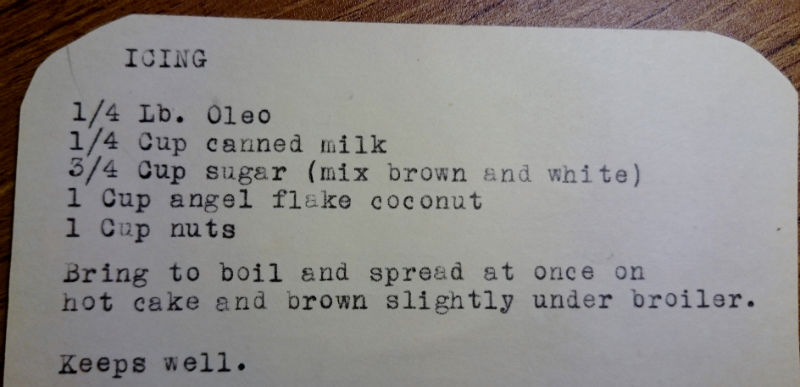 ICING
1/4 Lb. Oleo
1/4 Cup canned milk
3/4 Cup sugar (mix brown and white)
1 Cup angel flake coconut
1 Cup nuts
Bring to boil and spread at once on
hot cake and brown slightly under broiler.
Keeps well.